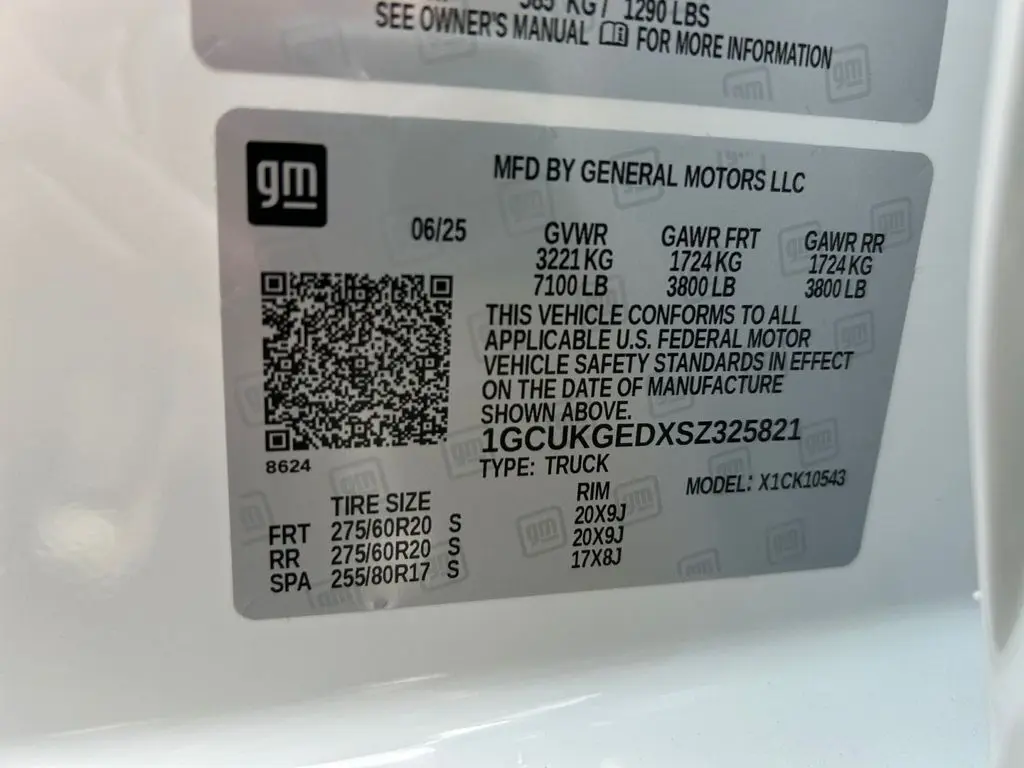 1290 LBS
SEE OWNER'S MANUAL FOR MORE INFORMATION
gm
MFD BY GENERAL MOTORS LLC
06/25
GVWR GAWR FRT GAWR RR
3221 KG 1724 KG 1724 KG
7100 LB 3800 LB 3800 LB
THIS VEHICLE CONFORMS TO ALL
APPLICABLE U.S. FEDERAL MOTOR
VEHICLE SAFETY STANDARDS IN EFFECT
ON THE DATE OF MANUFACTURE
SHOWN ABOVE.
1GCUKGEDXSZ325821
8624
TYPE: TRUCK MODEL: X1CK10543
TIRE SIZE RIM
FRT 275/60R20 S 20X9J
RR 275/60R20 S 20X9J
SPA 255/80R17 S 17X8J